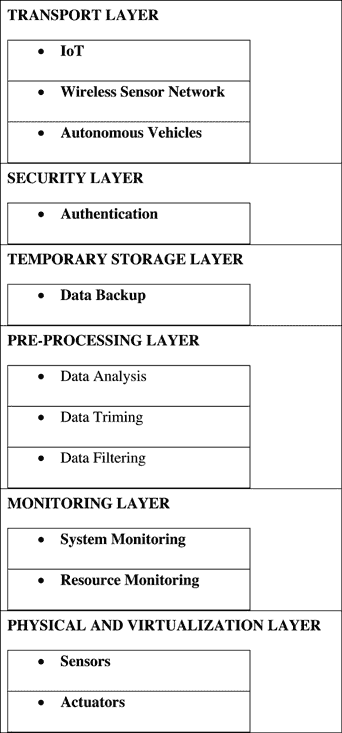 TRANSPORT LAYER
• IoT
• Wireless Sensor Network
• Autonomous Vehicles
SECURITY LAYER
• Authentication
TEMPORARY STORAGE LAYER
• Data Backup
PRE-PROCESSING LAYER
• Data Analysis
• Data Triming
• Data Filtering
MONITORING LAYER
• System Monitoring
• Resource Monitoring
PHYSICAL AND VIRTUALIZATION LAYER
• Sensors
• Actuators